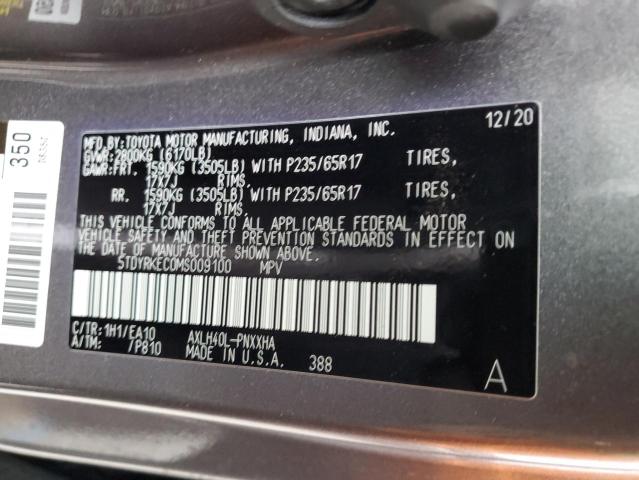 350
MFD.BY:TOYOTA MOTOR MANUFACTURING, INDIANA, INC. 12/20
GVWR:2800KG (6170LB)
GAWR:FRT. 1590KG (3505LB) WITH P235/65R17 TIRES,
17X7J RIMS.
RR. 1590KG (3505LB) WITH P235/65R17 TIRES,
17X7J RIMS.
THIS VEHICLE CONFORMS TO ALL APPLICABLE FEDERAL MOTOR
VEHICLE SAFETY AND THEFT PREVENTION STANDARDS IN EFFECT ON
THE DATE OF MANUFACTURE SHOWN ABOVE.
5TDYRKEC0MS009100 MPV
C/TR: 1H1/EA10 AXLH40L-PNXXHA
A/TM: /P810 MADE IN U.S.A. 388
A